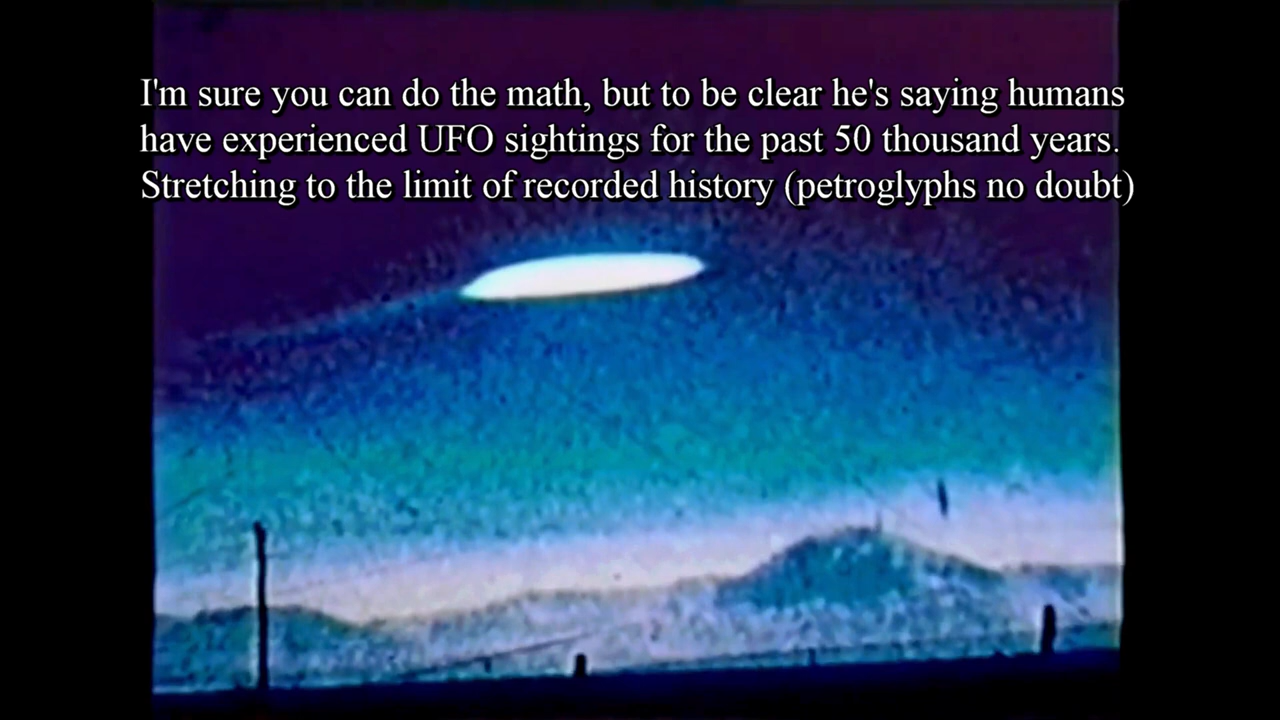 I'm sure you can do the math, but to be clear he's saying humans
have experienced UFO sightings for the past 50 thousand years.
Stretching to the limit of recorded history (petroglyphs no doubt)